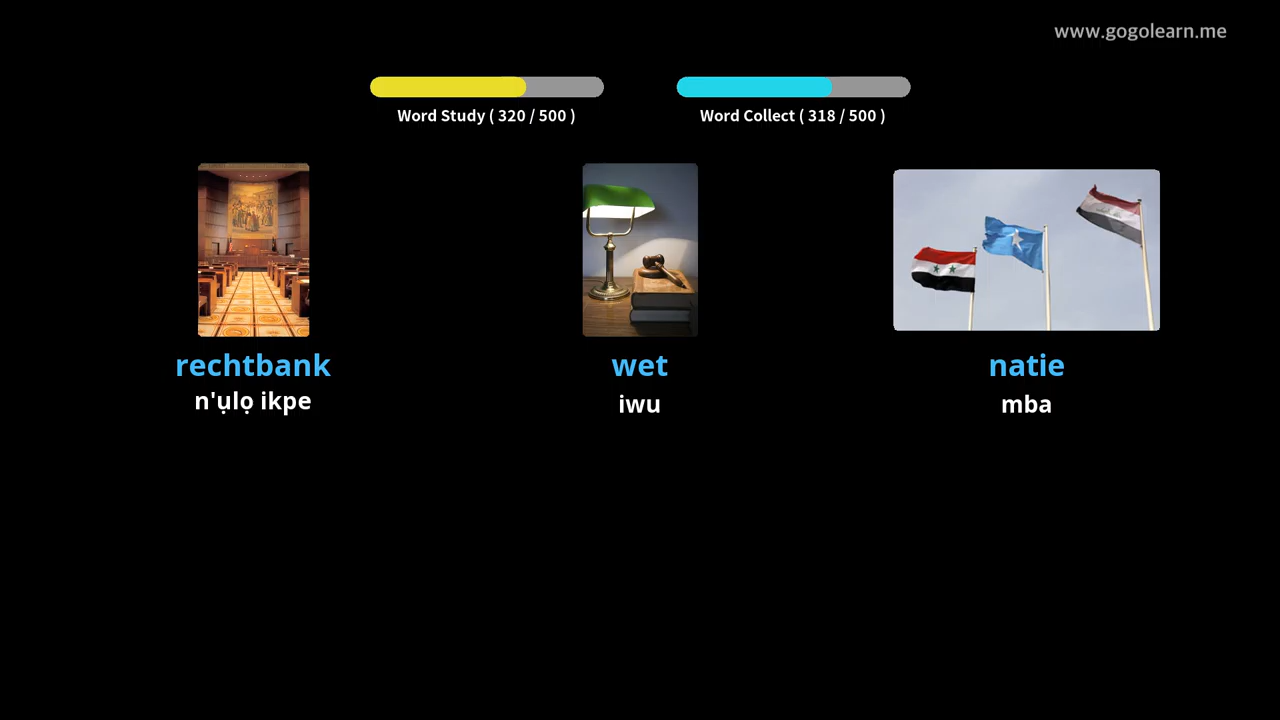 www.gogolearn.me
Word Study ( 320 / 500 )
Word Collect ( 318 / 500 )
rechtbank
wet
natie
n'ụlọ ikpe
iwu
mba